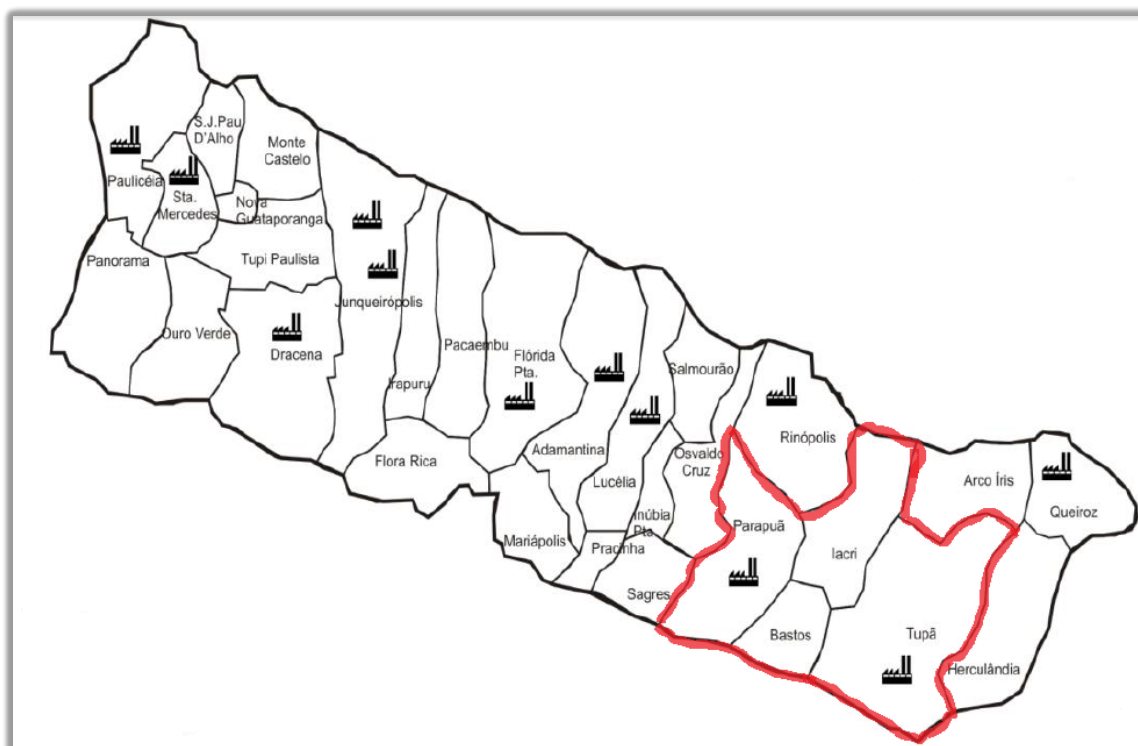 S.J.Pau
D'Alho
Monte
Castelo
Paulicéia
Sta.
Mercedes
Nova
Guataporanga
Panorama
Tupi Paulista
Junqueirópolis
Ouro Verde
Dracena
Pacaembu
Flórida
Pta.
Irapuru
Salmourão
Rinópolis
Flora Rica
Adamantina
Osvaldo
Cruz
Lucélia
Arco Íris
Queiroz
Inúbia
Pta.
Parapuã
Mariápolis
Pracinha
Iacri
Sagres
Bastos
Tupã
Herculândia